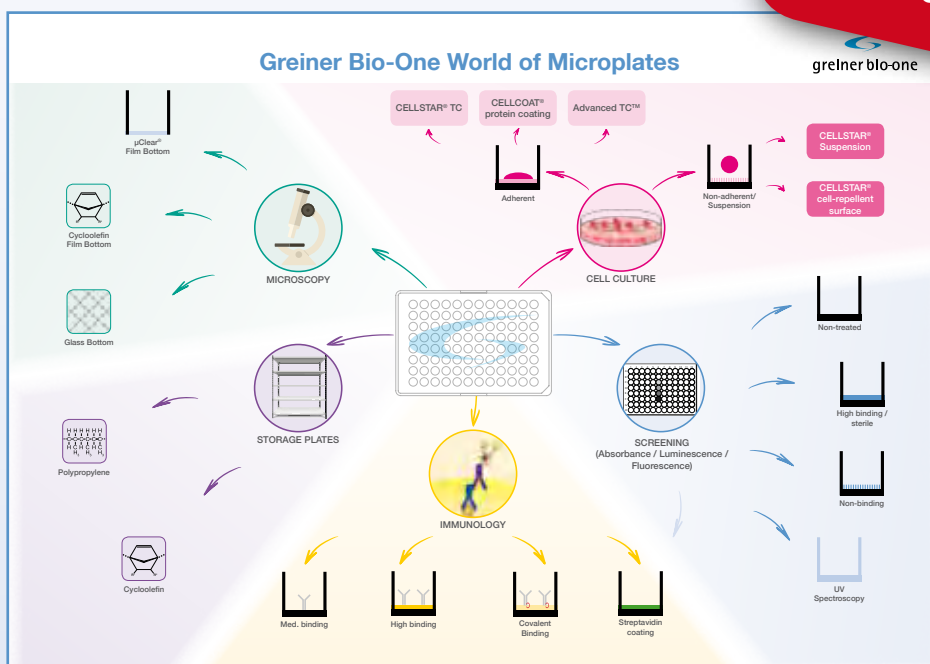 Greiner Bio-One World of Microplates
greiner bio-one
µClear®
Film Bottom
Cycloolefin
Film Bottom
Glass Bottom
MICROSCOPY
CELLSTAR® TC
CELLCOAT®
protein coating
Advanced TC™
Adherent
Non-adherent/
Suspension
CELLSTAR®
Suspension
CELLSTAR®
cell-repellent
surface
CELL CULTURE
STORAGE PLATES
Polypropylene
Cycloolefin
IMMUNOLOGY
Med. binding
High binding
Covalent
Binding
Streptavidin
coating
SCREENING
(Absorbance / Luminescence /
Fluorescence)
Non-treated
High binding /
sterile
Non-binding
UV
Spectroscopy